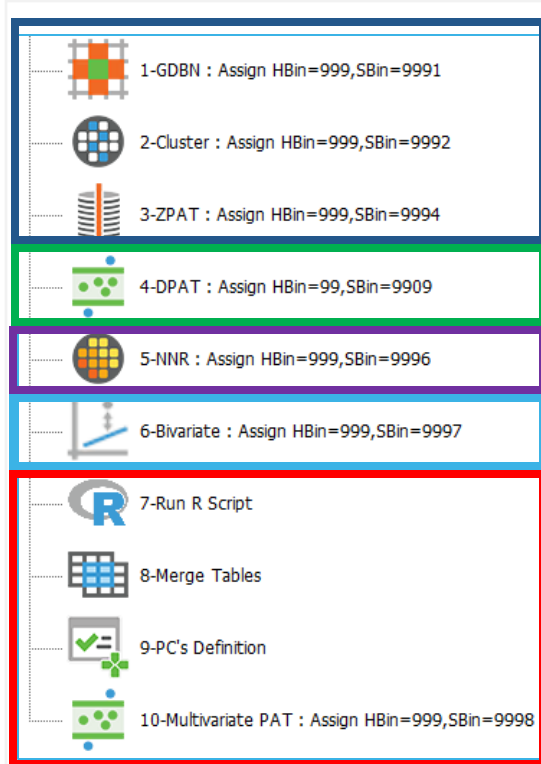 1-GDBN : Assign HBin=999,SBin=9991
2-Cluster : Assign HBin=999,SBin=9992
3-ZPAT : Assign HBin=999,SBin=9994
4-DPAT : Assign HBin=99,SBin=9909
5-NNR : Assign HBin=999,SBin=9996
6-Bivariate : Assign HBin=999,SBin=9997
R 7-Run R Script
8-Merge Tables
9-PC's Definition
10-Multivariate PAT : Assign HBin=999,SBin=9998